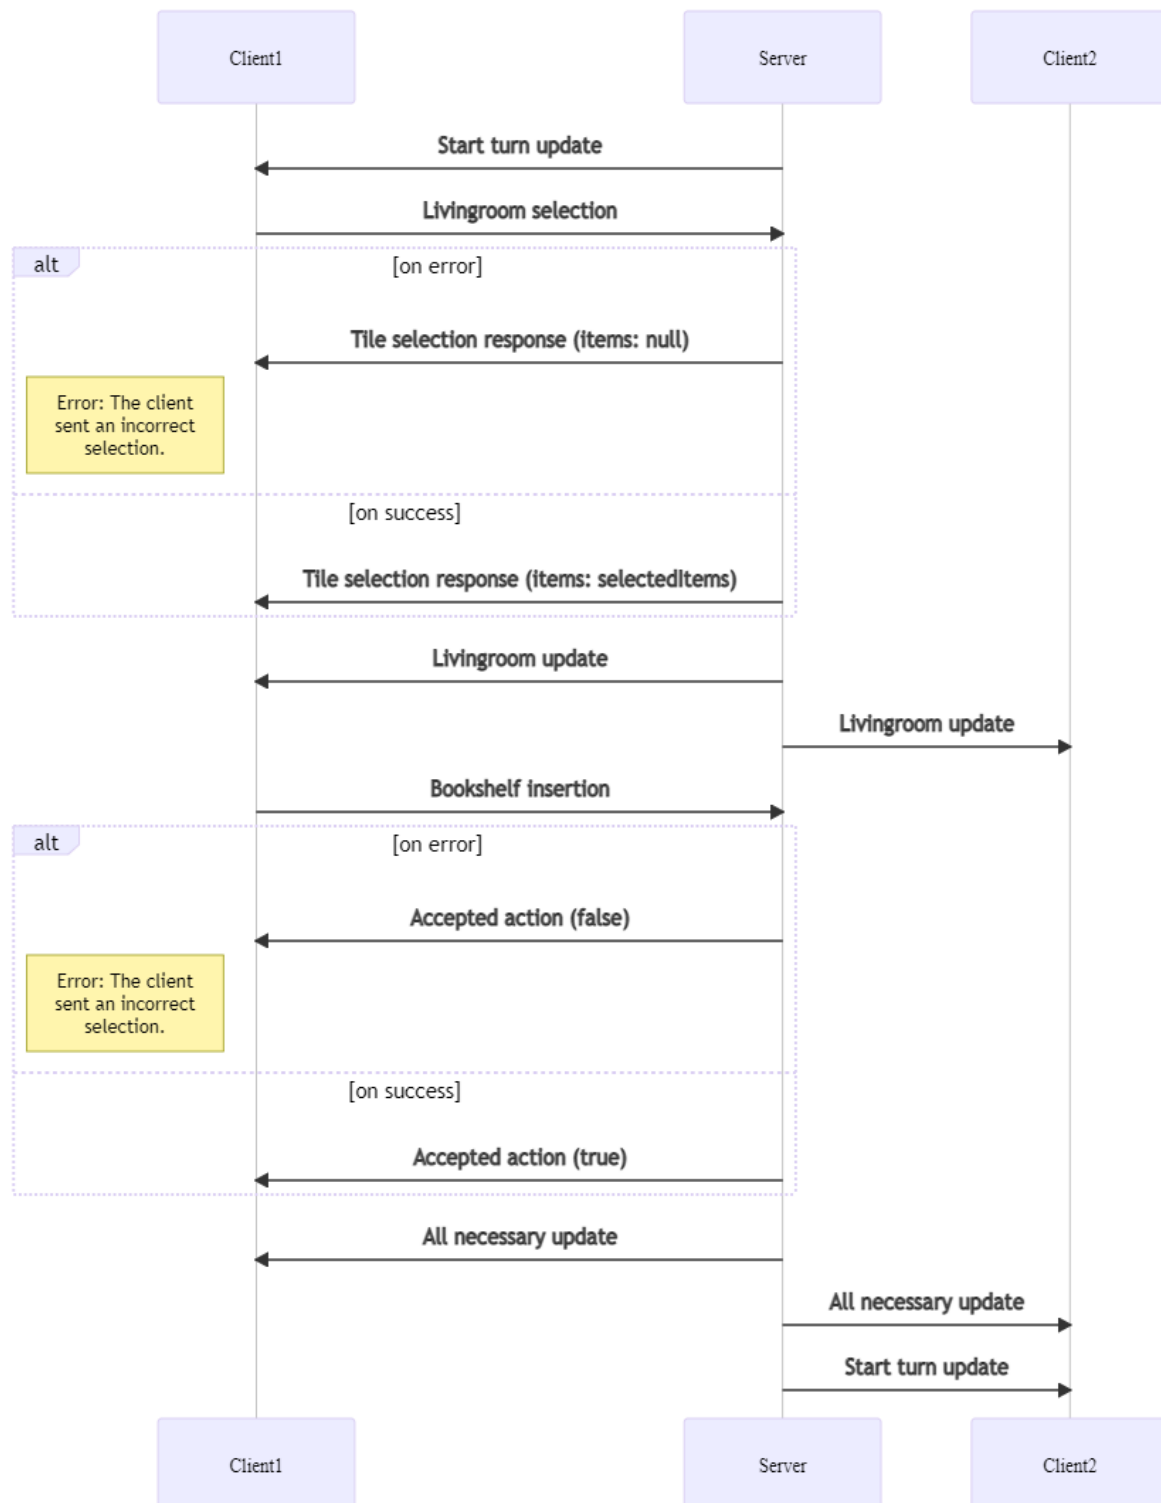 Client1
Server
Client2
Start turn update
Livingroom selection
alt
[on error]
Tile selection response (items: null)
Error: The client
sent an incorrect
selection.
[on success]
Tile selection response (items: selectedItems)
Livingroom update
Livingroom update
Bookshelf insertion
alt
[on error]
Accepted action (false)
Error: The client
sent an incorrect
selection.
[on success]
Accepted action (true)
All necessary update
All necessary update
Start turn update
Client1
Server
Client2